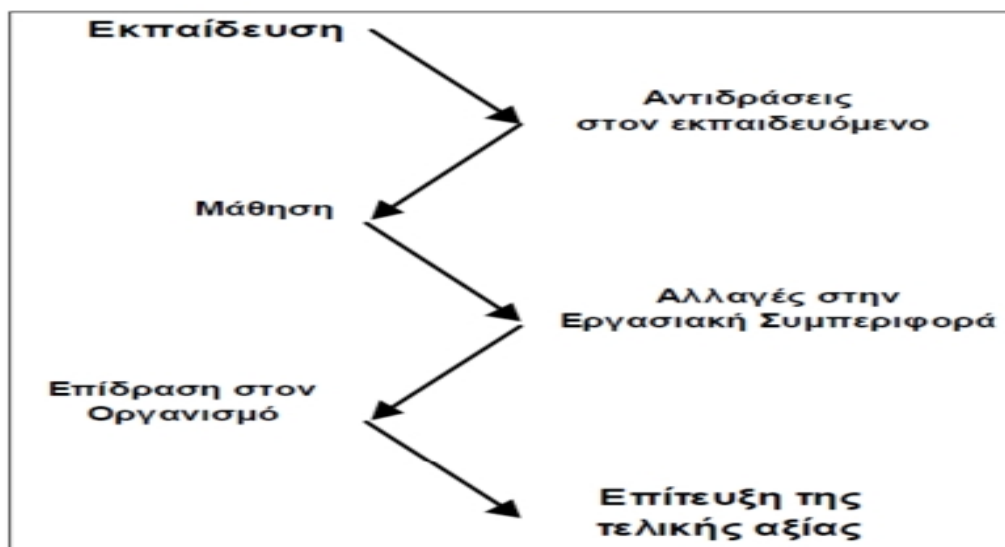 Εκπαίδευση
Αντιδράσεις
στον εκπαιδευόμενο
Μάθηση
Αλλαγές στην
Εργασιακή Συμπεριφορά
Επίδραση στον
Οργανισμό
Επίτευξη της
τελικής αξίας